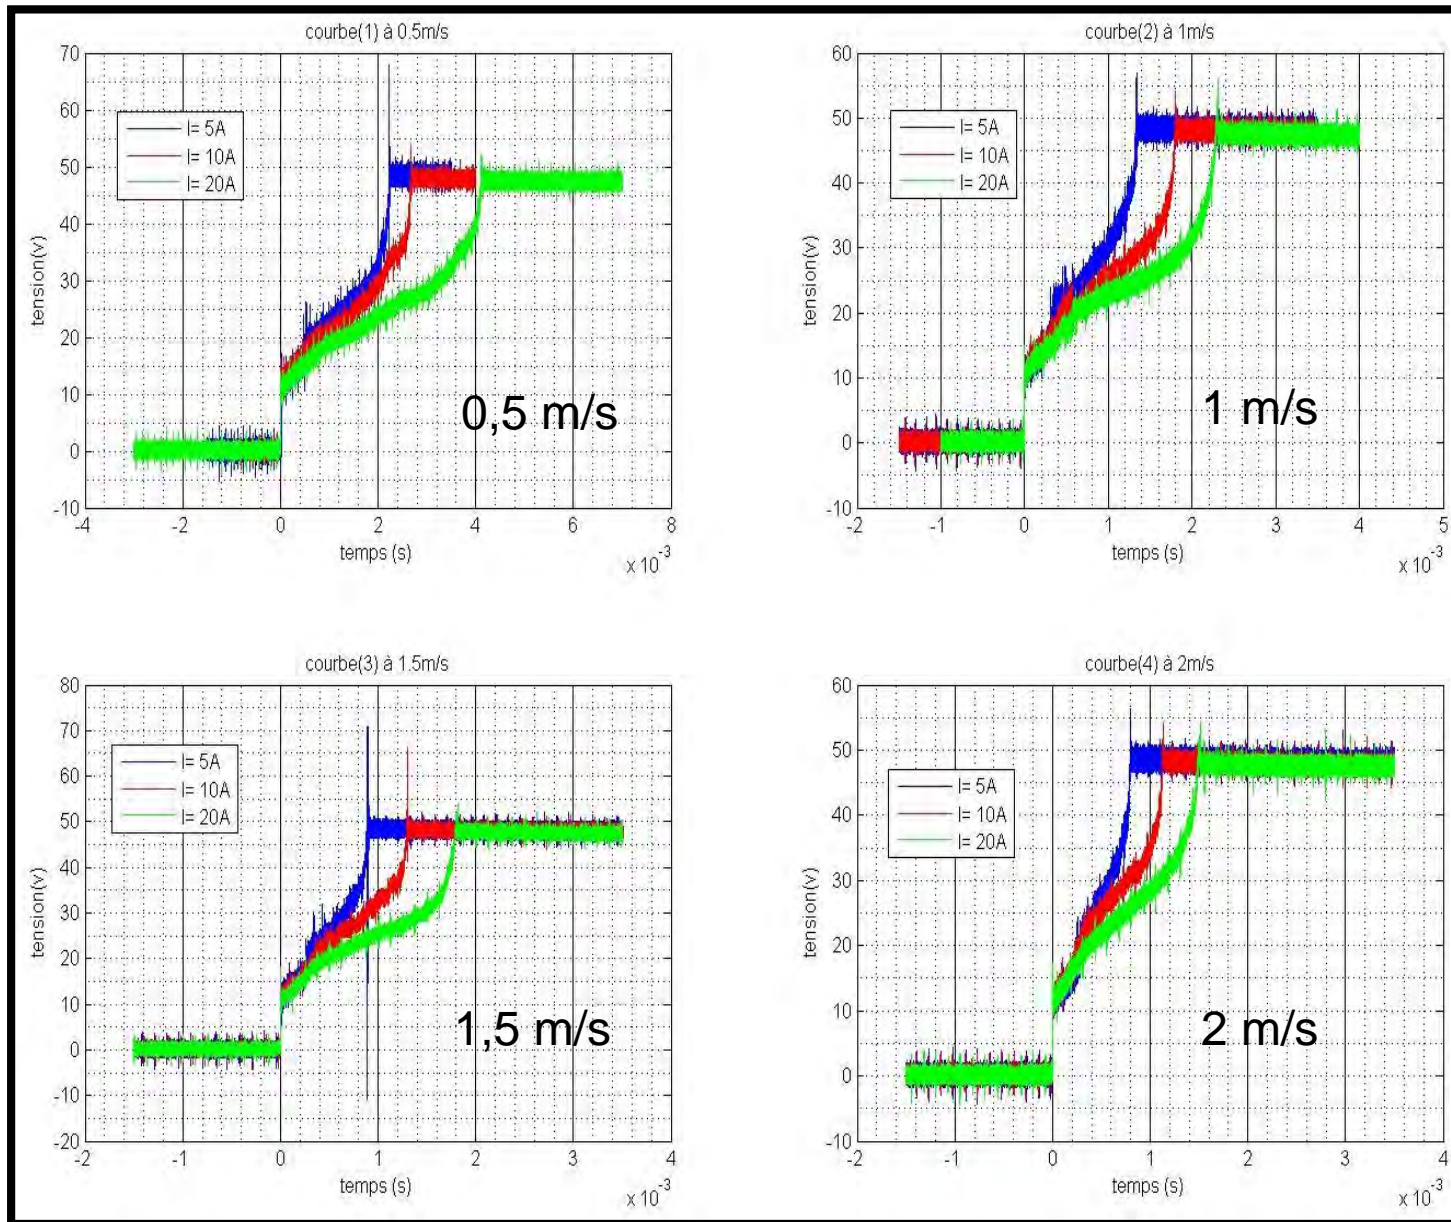 courbe(1) à 0.5m/s
70
60
50
40
30
20
10
0
-10
tension(v)
I= 5A
I= 10A
I= 20A
0,5 m/s
-4
-2
0
2
4
6
8
temps (s)
x 10-3
courbe(2) à 1m/s
60
50
40
30
20
10
0
-10
tension(v)
I= 5A
I= 10A
I= 20A
1 m/s
-2
-1
0
1
2
3
4
5
temps (s)
x 10-3
courbe(3) à 1.5m/s
80
70
60
50
40
30
20
10
0
-10
-20
tension(v)
I= 5A
I= 10A
I= 20A
1,5 m/s
-2
-1
0
1
2
3
4
temps (s)
x 10-3
courbe(4) à 2m/s
60
50
40
30
20
10
0
-10
tension(v)
I= 5A
I= 10A
I= 20A
2 m/s
-2
-1
0
1
2
3
4
temps (s)
x 10-3